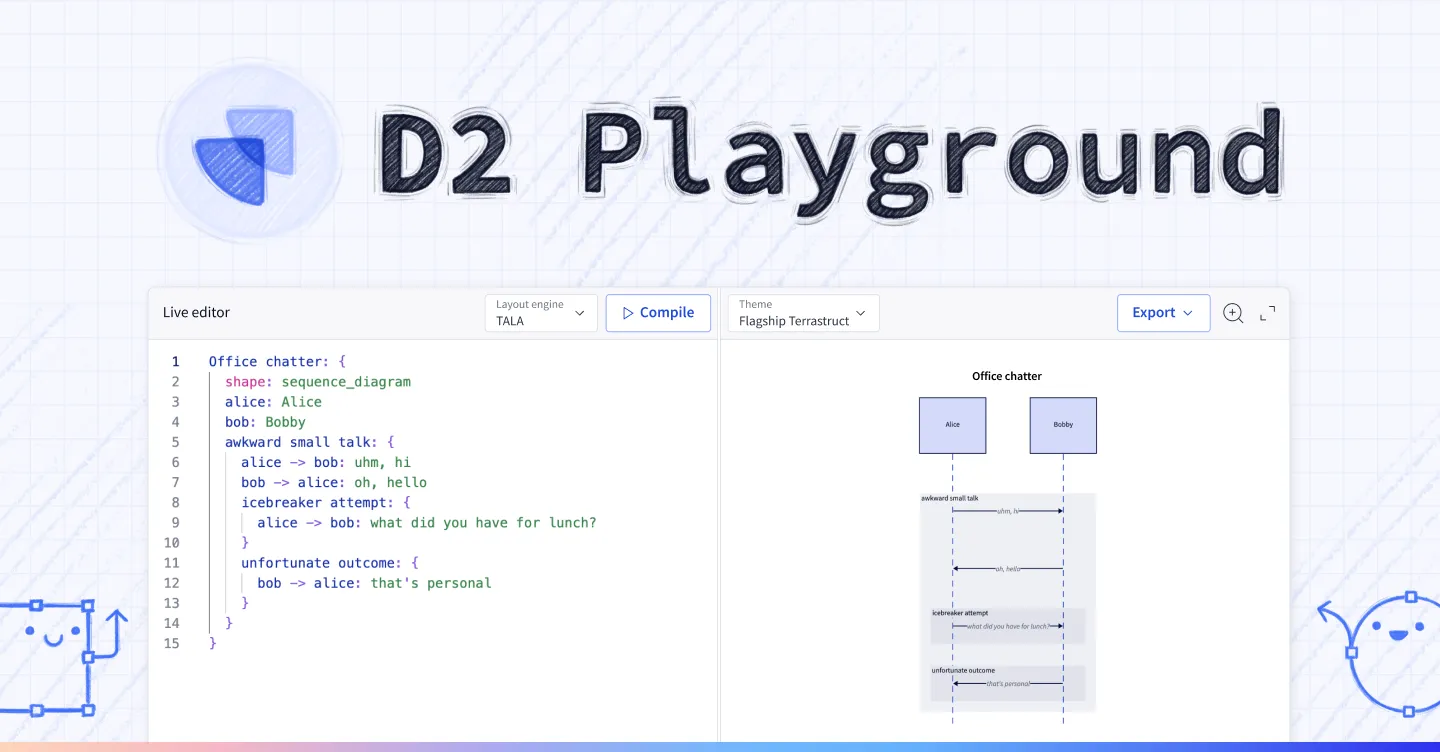 D2 Playground
Live editor
Layout engine
TALA
Compile
Theme
Flagship Terrastruct
Export
1 Office chatter: {
2 shape: sequence_diagram
3 alice: Alice
4 bob: Bobby
5 awkward small talk: {
6 alice -> bob: uhm, hi
7 bob -> alice: oh, hello
8 icebreaker attempt: {
9 alice -> bob: what did you have for lunch?
10 }
11 unfortunate outcome: {
12 bob -> alice: that's personal
13 }
14 }
15 }
Office chatter
Alice
Bobby
awkward small talk
uhm, hi
oh, hello
icebreaker attempt
what did you have for lunch?
unfortunate outcome
that's personal